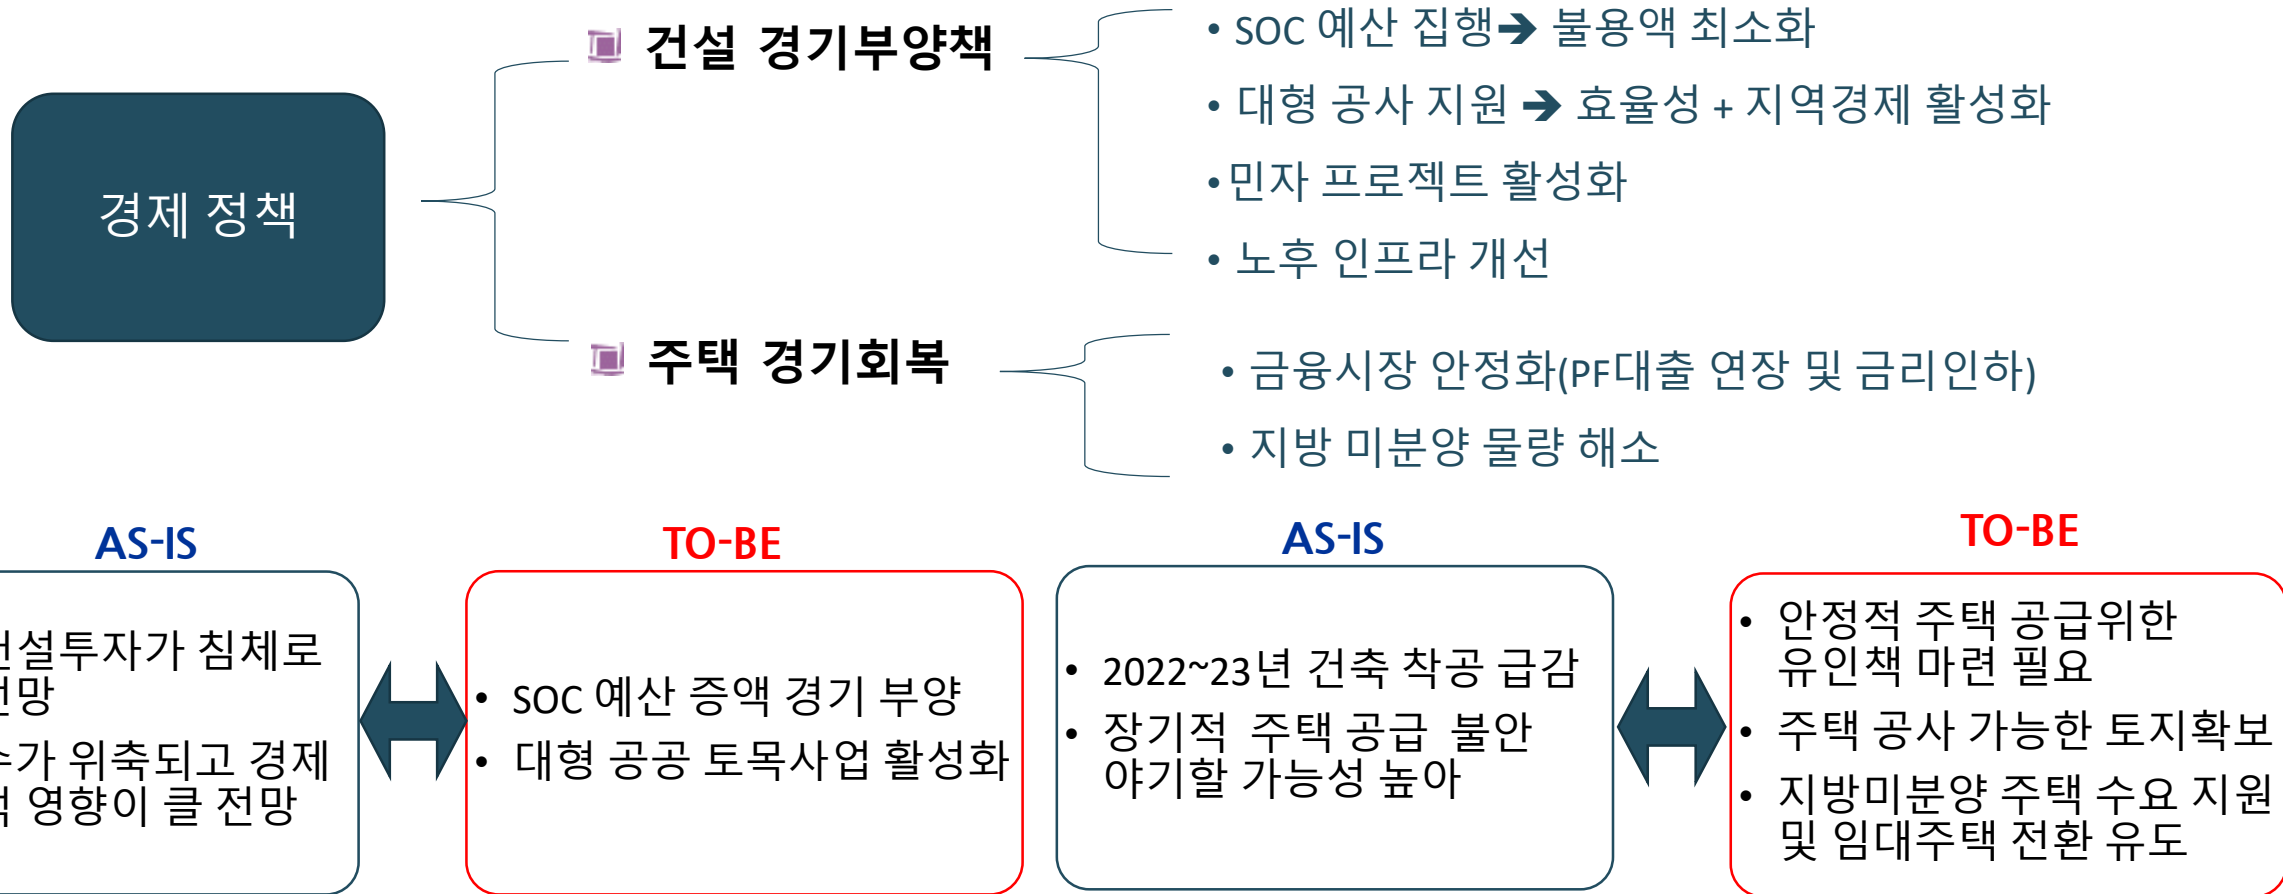 경제 정책
건설 경기부양책
• SOC 예산 집행➔ 불용액 최소화
• 대형 공사 지원 ➔ 효율성 + 지역경제 활성화
• 민자 프로젝트 활성화
• 노후 인프라 개선
주택 경기회복
• 금융시장 안정화(PF대출 연장 및 금리인하)
• 지방 미분양 물량 해소
AS-IS
건설투자가 침체로
전망
위축되고 경제
영향이 클 전망
TO-BE
• SOC 예산 증액 경기 부양
• 대형 공공 토목사업 활성화
AS-IS
• 2022~23년 건축 착공 급감
• 장기적 주택 공급 불안
야기할 가능성 높아
TO-BE
• 안정적 주택 공급위한
유인책 마련 필요
• 주택 공사 가능한 토지확보
• 지방미분양 주택 수요 지원
및 임대주택 전환 유도